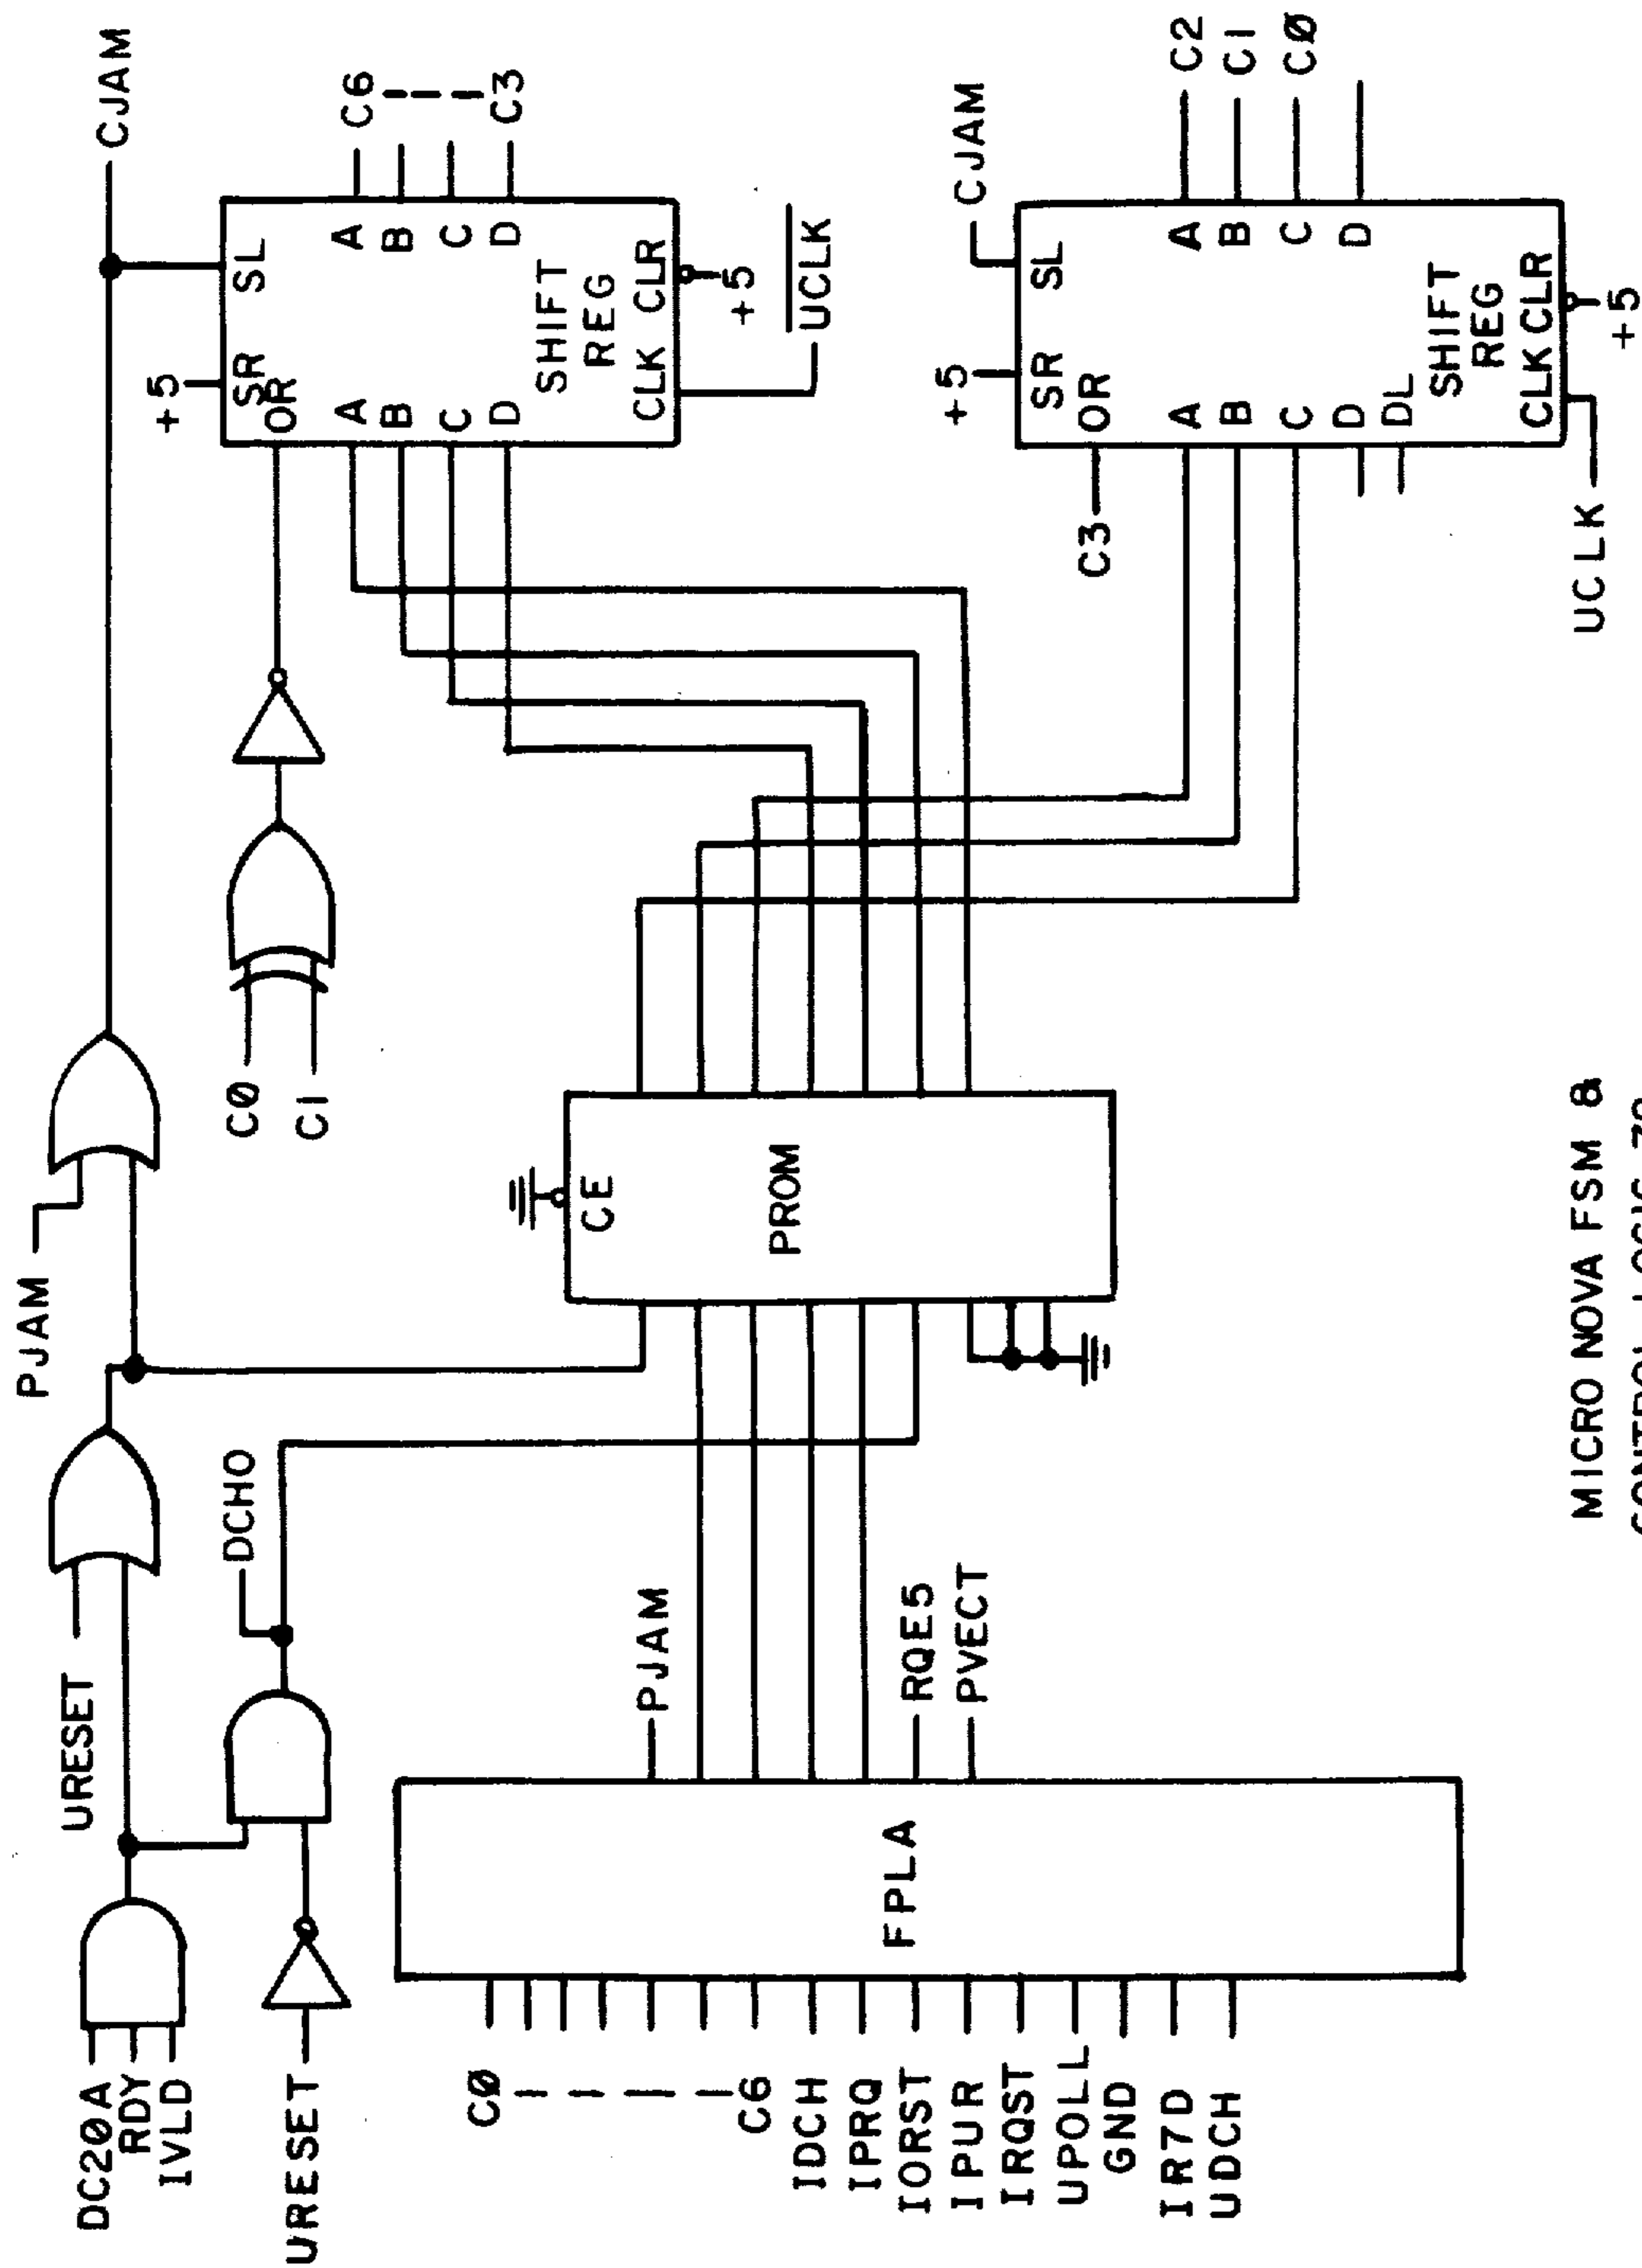 DC20A
RDY
IVLD
URESET
URESET
DCHO
PJAM
CJAM
C0
C1
+5
SR
SL
OR
A
B
C
D
A
B
C
D
SHIFT
REG
CLK
CLR
+5
UCLK
C6
C3
CE
PROM
CØ
C6
IDCH
IPRQ
IORST
IPUR
IRQST
UPOLL
GND
IR7D
UDCH
FPLA
PJAM
RQE5
PVECT
C3
+5
CJAM
SR
SL
OR
A
B
C
D
DL
A
B
C
D
SHIFT
REG
CLK
CLR
+5
UCLK
C2
C1
CØ
MICRO NOVA FSM &